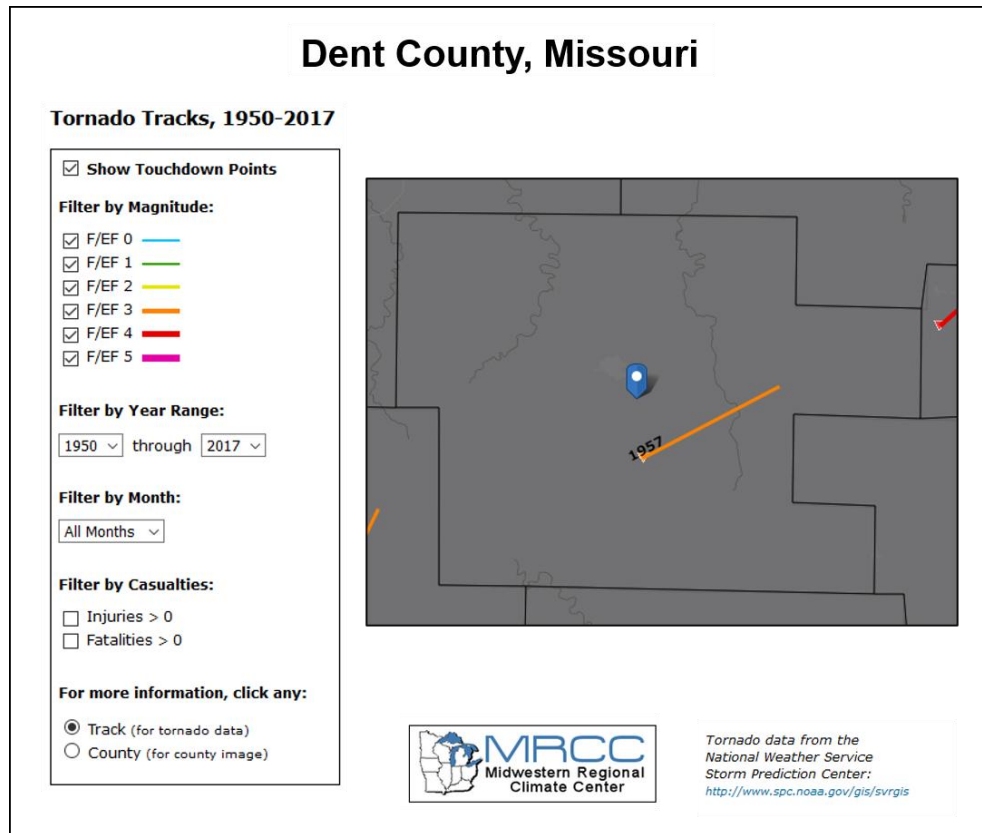 Dent County, Missouri
Tornado Tracks, 1950-2017
Show Touchdown Points
Filter by Magnitude:
F/EF 0
F/EF 1
F/EF 2
F/EF 3
F/EF 4
F/EF 5
Filter by Year Range:
1950 through 2017
Filter by Month:
All Months
Filter by Casualties:
Injuries > 0
Fatalities > 0
For more information, click any:
Track (for tornado data)
County (for county image)
1957
MRCC
Midwestern Regional
Climate Center
Tornado data from the
National Weather Service
Storm Prediction Center:
http://www.spc.noaa.gov/gis/svrgis